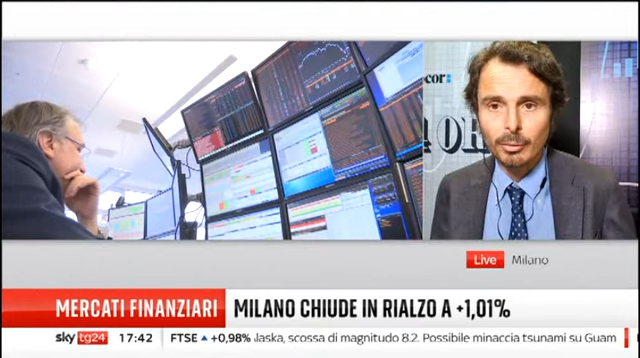 cor:
Live Milano
MERCATI FINANZIARI MILANO CHIUDE IN RIALZO A +1,01%
sky tg24 17:42 FTSE +0,98% laska, scossa di magnitudo 8.2. Possibile minaccia tsunami su Guam